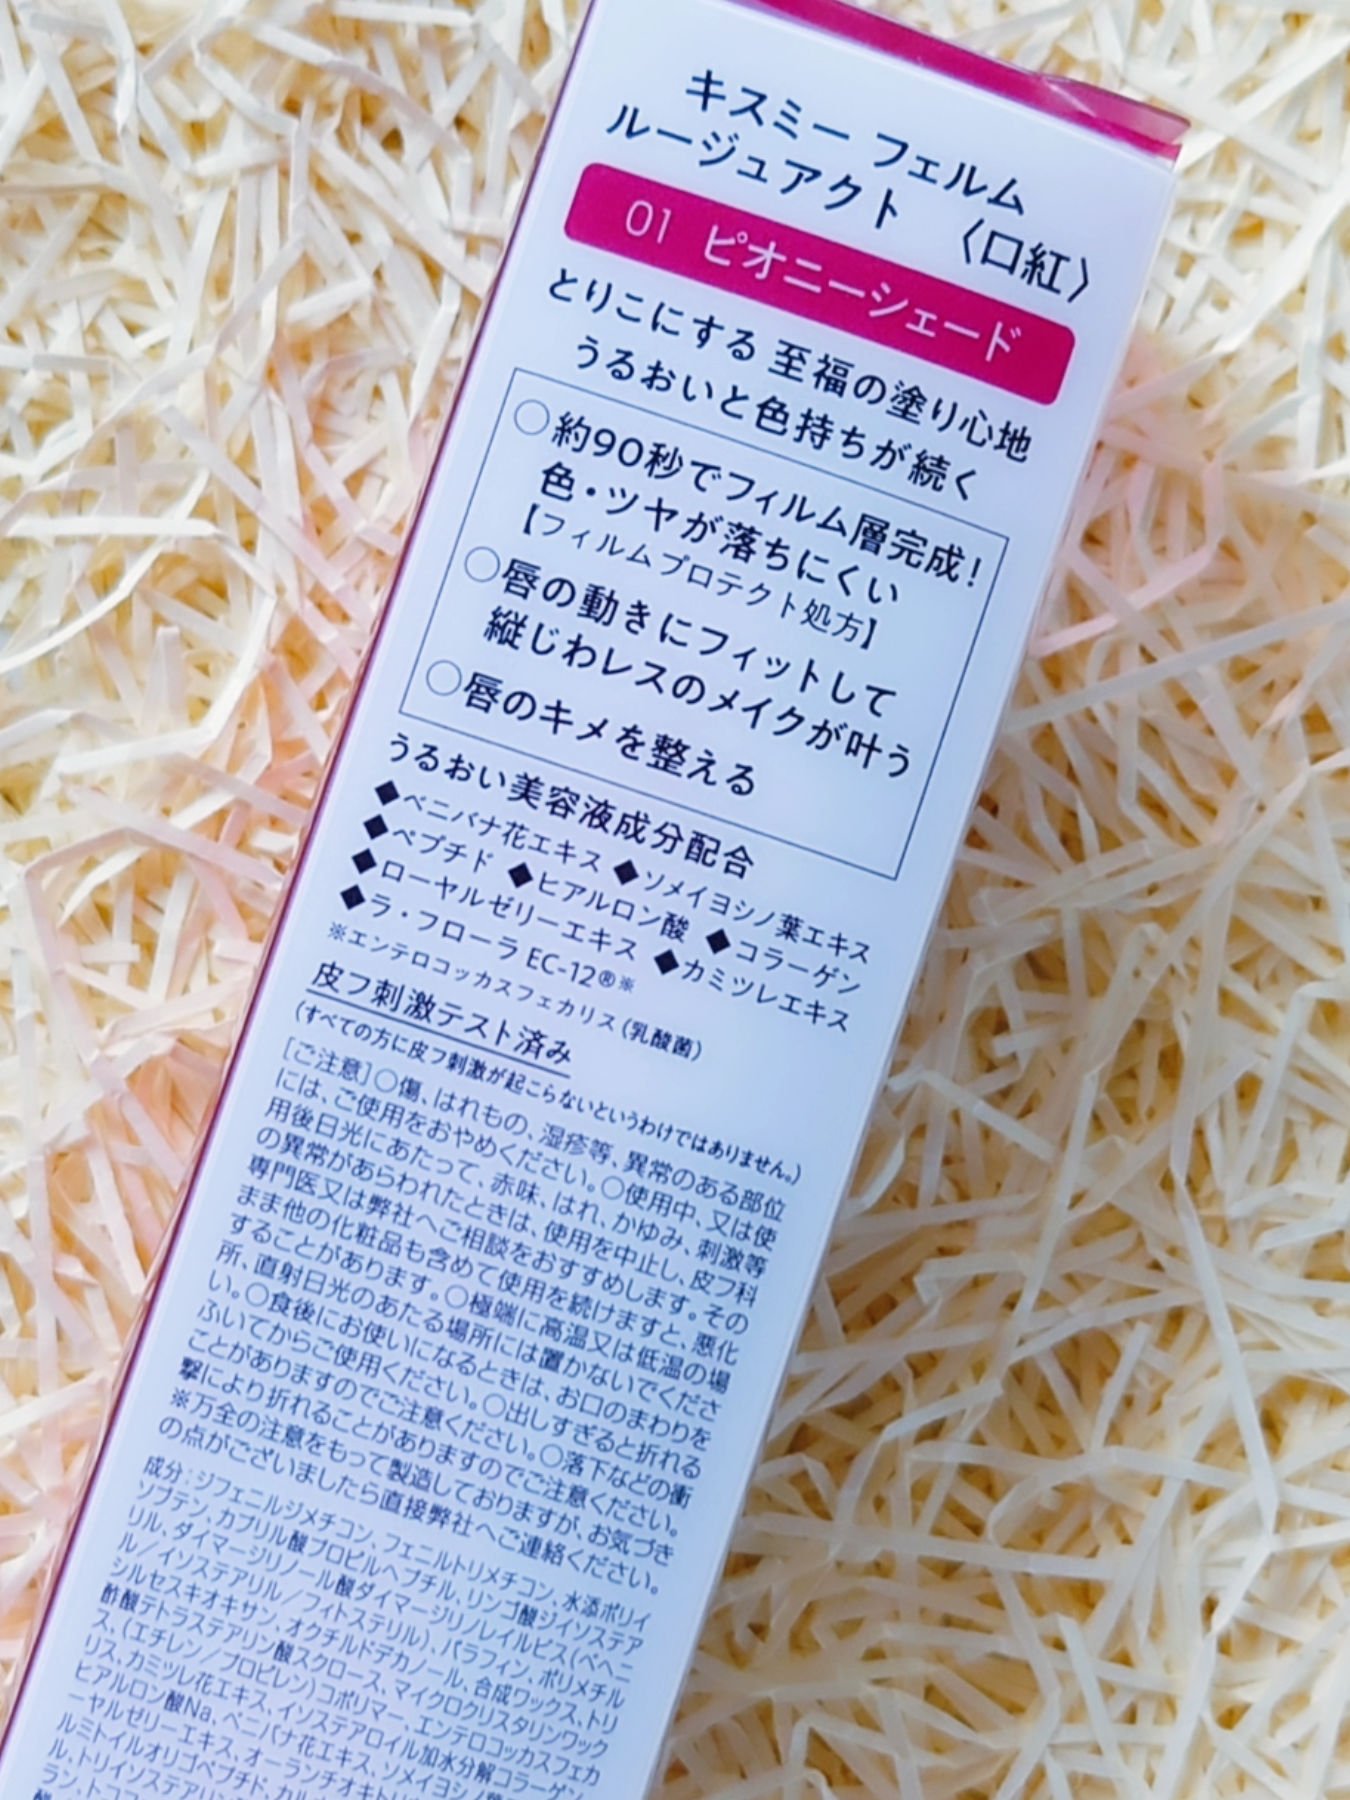 キスミー フェルム
ルージュアクト 〈口紅〉
01 ピオニーシェード
とりこにする 至福の塗り心地
うるおいと色持ちが続く
○約90秒でフィルム層完成!
色・ツヤが落ちにくい
【フィルムプロテクト処方】
○唇の動きにフィットして
縦じわレスのメイクが叶う
○唇のキメを整える
うるおい美容液成分配合
◆ベニバナ花エキス ◆ソメイヨシノ葉エキス
◆ペプチド ◆ヒアルロン酸 ◆コラーゲン
◆ローヤルゼリーエキス ◆カミツレエキス
◆ラ・フローラ EC-12®※
※エンテロコッカスフェカリス(乳酸菌)
皮フ刺激テスト済み
(すべての方に皮フ刺激が起こらないというわけではありません。)
[ご注意]○傷、はれもの、湿疹等、異常のある部位
には、ご使用をおやめください。○使用中、又は使
用後日光にあたって、赤味、はれ、かゆみ、刺激等
の異常があらわれたときは、使用を中止し、皮フ科
専門医又は弊社へご相談をおすすめします。その
まま他の化粧品も含めて使用を続けますと、悪化
することがあります。○極端に高温又は低温の場
所、直射日光のあたる場所には置かないでくださ
い。○食後にお使いになるときは、お口のまわりを
ふいてからご使用ください。○出しすぎると折れる
ことがありますのでご注意ください。○落下などの衝
撃により折れることがありますのでご注意ください。
※万全の注意をもって製造しておりますが、お気づき
の点がございましたら直接弊社へご連絡ください。
成分:ジフェニルジメチコン、フェニルトリメチコン、水添ポリイ
ソブテン、カプリル酸プロピルヘプチル、リンゴ酸ジイソステア
リル、ダイマージリノール酸ダイマージリノレイルビス(ベヘニ
ル/イソステアリル/フィトステリル)、パラフィン、ポリメチル
シルセスキオキサン、オクチルドデカノール、合成ワックス、トリ
酢酸テトラステアリン酸スクロース、マイクロクリスタリンワック
ス、(エチレン/プロピレン)コポリマー、エンテロコッカスフェカ
リス、カミツレ花エキス、イソステアロイル加水分解コラーゲン、
ヒアルロン酸Na、ベニバナ花エキス、ソメイヨシノ葉
ーヤルゼリーエキス、オーランチオキトリ
ルミトイルオリゴペプチド、カル
ル、トリイソステアリン
ラン、トコフ